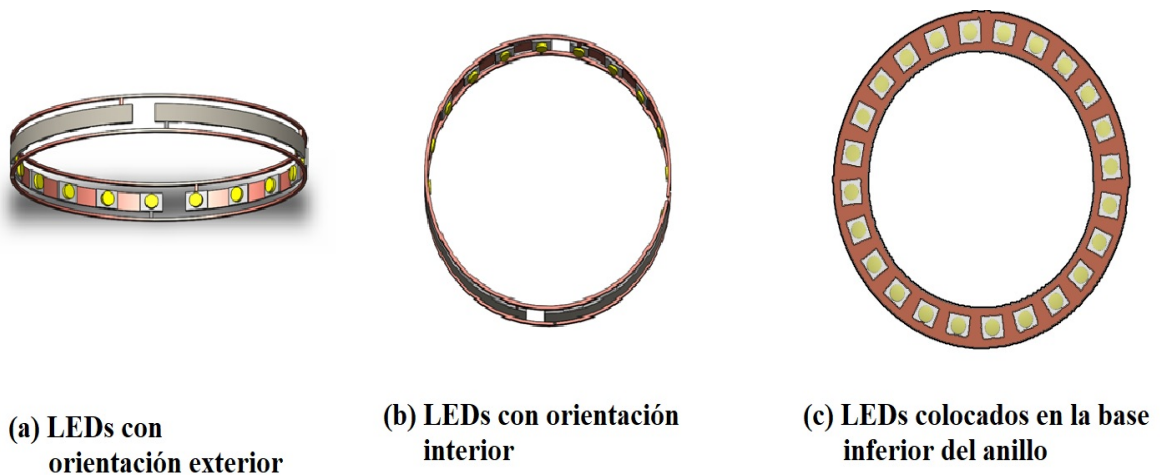 (a) LEDs con
orientación exterior
(b) LEDs con orientación
interior
(c) LEDs colocados en la base
inferior del anillo